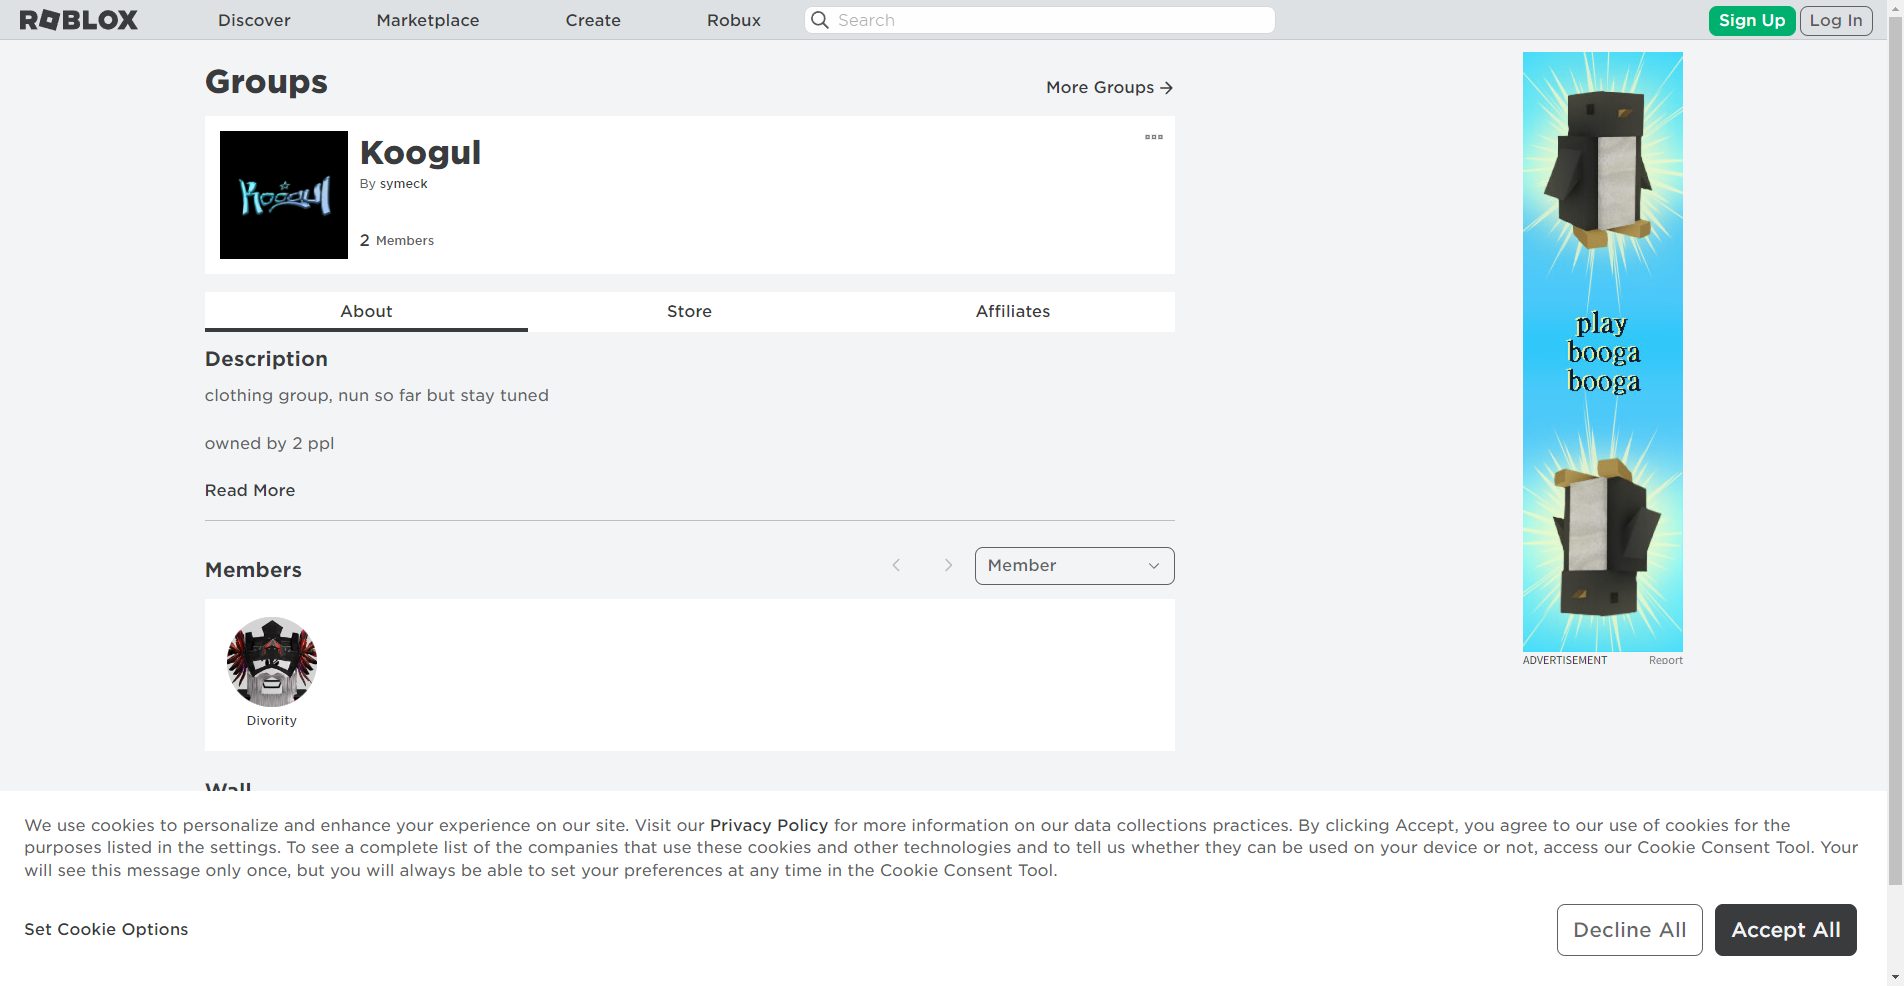 ROBLOX
Discover
Marketplace
Create
Robux
Search
Sign Up
Log In
Groups
More Groups
Koogul
Koogul
By symeck
2 Members
About
Store
Affiliates
Description
clothing group, nun so far but stay tuned
owned by 2 ppl
Read More
Members
Member
Divority
Wall
play
booga
booga
ADVERTISEMENT
Report
We use cookies to personalize and enhance your experience on our site. Visit our Privacy Policy for more information on our data collections practices. By clicking Accept, you agree to our use of cookies for the
purposes listed in the settings. To see a complete list of the companies that use these cookies and other technologies and to tell us whether they can be used on your device or not, access our Cookie Consent Tool. Your
will see this message only once, but you will always be able to set your preferences at any time in the Cookie Consent Tool.
Set Cookie Options
Decline All
Accept All